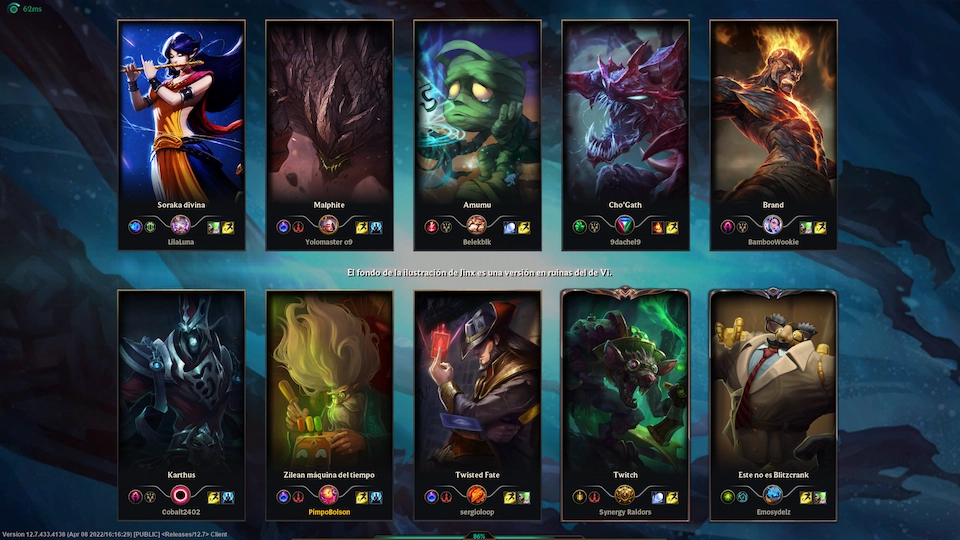 62ms
Soraka divina
Malphite
Amumu
Cho'Gath
Brand
LilaLuna
Yolomaster o9
Belekblk
9dachel9
BambooWookie
El fondo de la ilustración de Jinx es una versión en ruinas del de Vi.
Karthus
Zilean máquina del tiempo
Twisted Fate
Twitch
Este no es Blitzcrank
Cobalt2402
PimpoBolson
sergioloop
Synergy Raidors
Emosydelz
Version 12.7.433.4138 (Apr 08 2022/16:16:29) [PUBLIC] <Releases/12.7> Client
86%